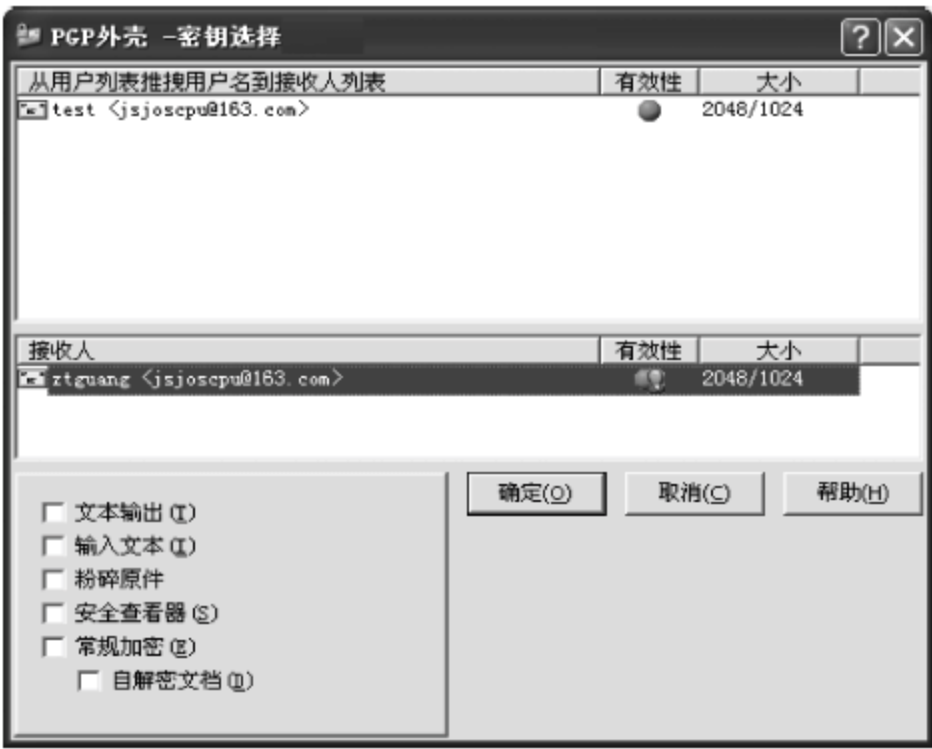 PGP外壳 -密钥选择
从用户列表推拽用户名到接收人列表 有效性 大小
test <jsjoscpu@163.com> 2048/1024
接收人 有效性 大小
ztguang <jsjoscpu@163.com> 2048/1024
确定(O) 取消(C) 帮助(H)
文本输出(T)
输入文本(I)
粉碎原件
安全查看器(S)
常规加密(E)
自解密文档(D)